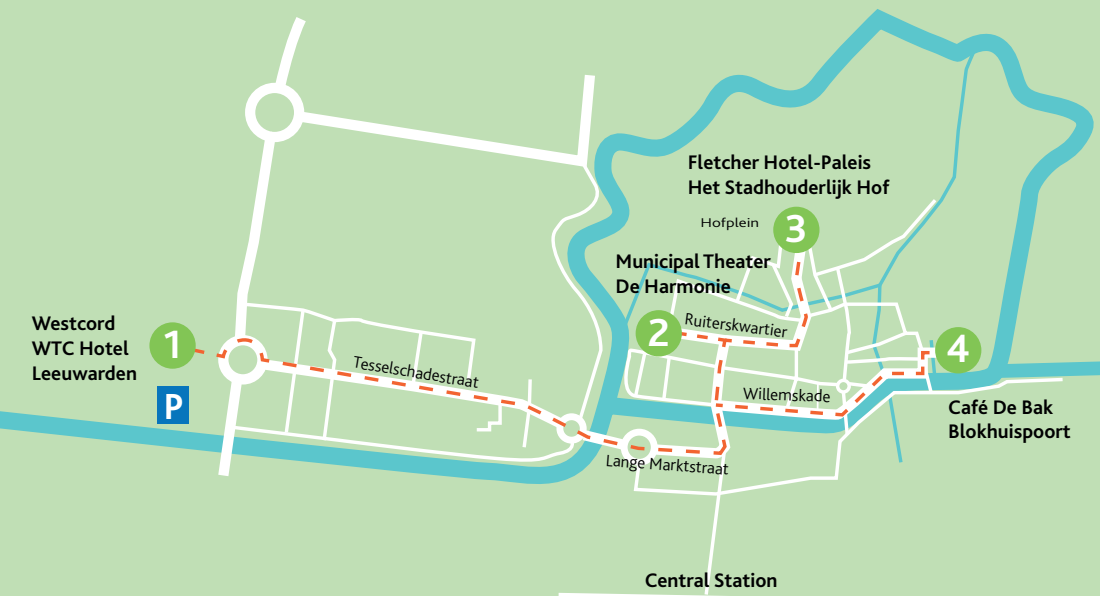 Fletcher Hotel-Paleis
Het Stadhouderlijk Hof
Hofplein
3
Municipal Theater
De Harmonie
2
Ruiterskwartier
Westcord
WTC Hotel
Leeuwarden
1
P
Tesselschadestraat
4
Willemskade
Café De Bak
Blokhuispoort
Lange Marktstraat
Central Station